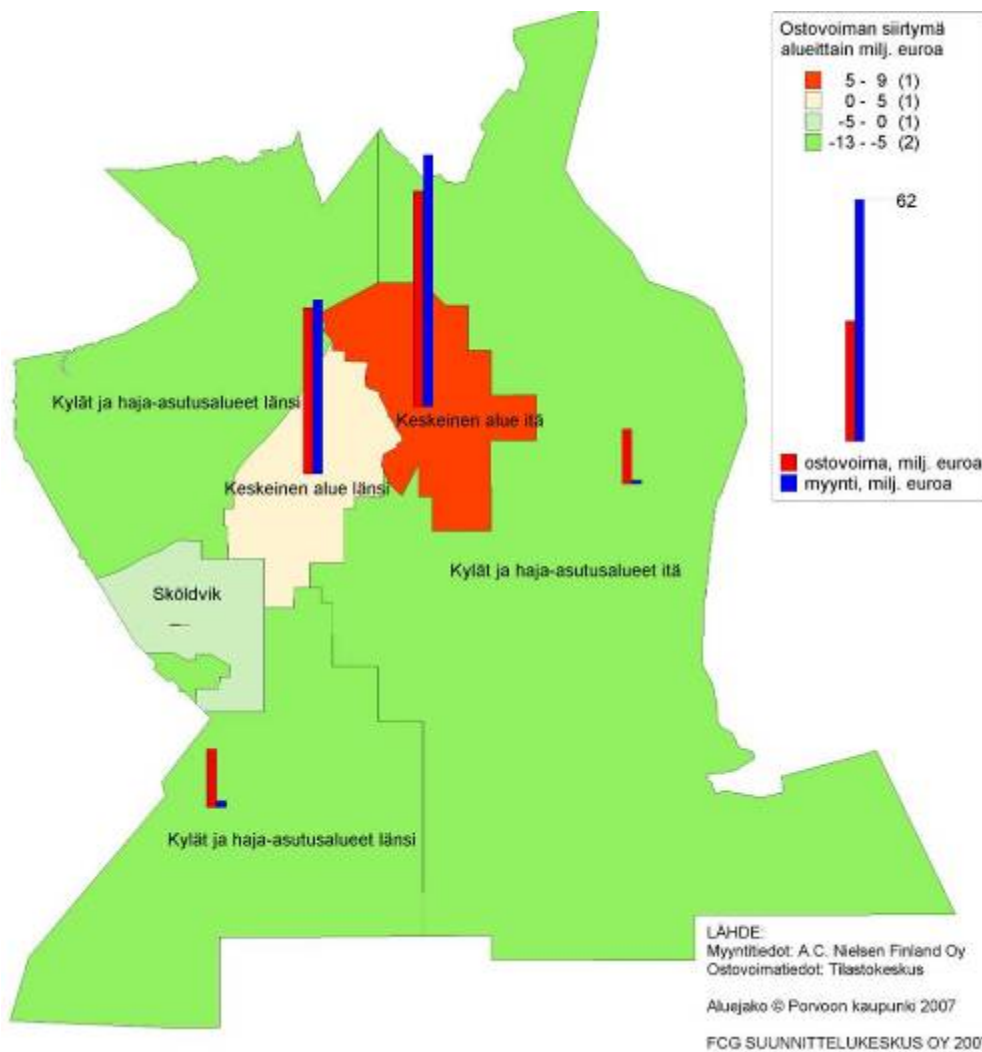 Ostovoiman siirtymä
alueittain milj. euroa
5 - 9 (1)
0 - 5 (1)
-5 - 0 (1)
-13 - -5 (2)
62
ostovoima, milj. euroa
myynti, milj. euroa
Kylät ja haja-asutusalueet länsi
Keskeinen alue itä
Keskeinen alue länsi
Kylät ja haja-asutusalueet itä
Sköldvik
Kylät ja haja-asutusalueet länsi
LÄHDE:
Myyntitiedot: A.C. Nielsen Finland Oy
Ostovoimatiedot: Tilastokeskus
Aluejako © Porvoon kaupunki 2007
FCG SUUNNITTELUKESKUS OY 200